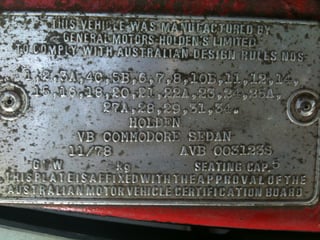 THIS VEHICLE WAS MANUFACTURED BY
GENERAL MOTORS HOLDEN'S LIMITED
TO COMPLY WITH AUSTRALIAN DESIGN RULES NOS
1,2,3A,4C,5B,6,7,8,10B,11,12,14,
15,16,18,20,21,22A,23,24,25A,
27A,28,29,31,34.
HOLDEN
VB COMMODORE SEDAN
11/78 AVB 003123S
G V M kg SEATING CAP. 5
THIS PLATE IS AFFIXED WITH THE APPROVAL OF THE
AUSTRALIAN MOTOR VEHICLE CERTIFICATION BOARD